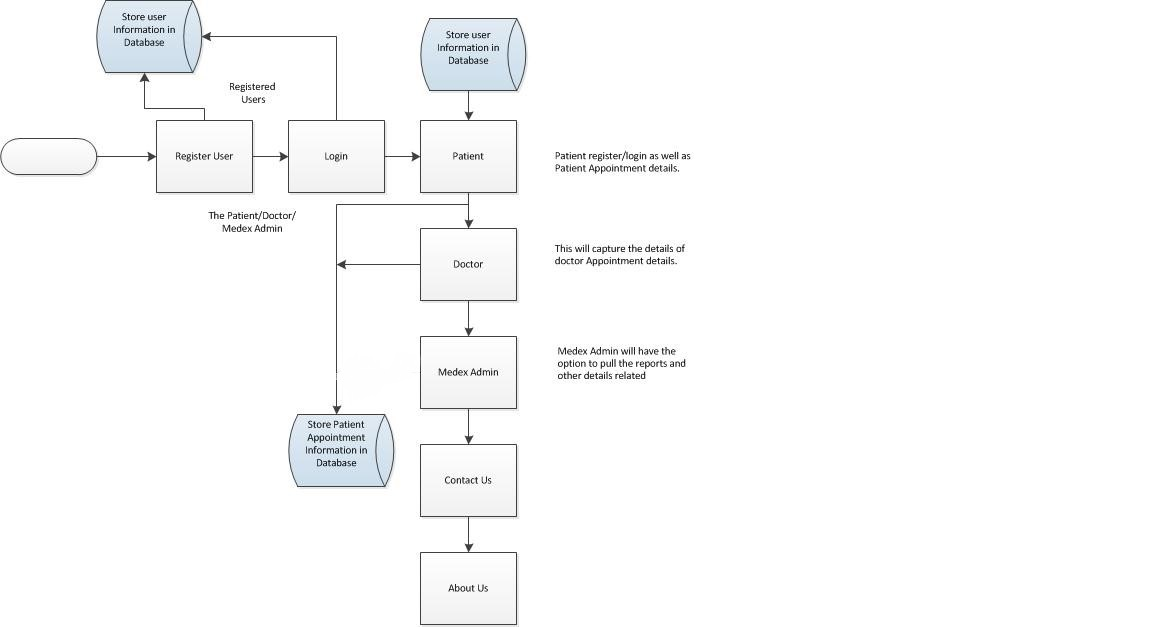 Store user
Information in
Database
Store user
Information in
Database
Registered
Users
Register User
Login
Patient
Patient register/login as well as
Patient Appointment details.
The Patient/Doctor/
Medex Admin
Doctor
This will capture the details of
doctor Appointment details.
Medex Admin
Medex Admin will have the
option to pull the reports and
other details related
Store Patient
Appointment
Information in
Database
Contact Us
About Us